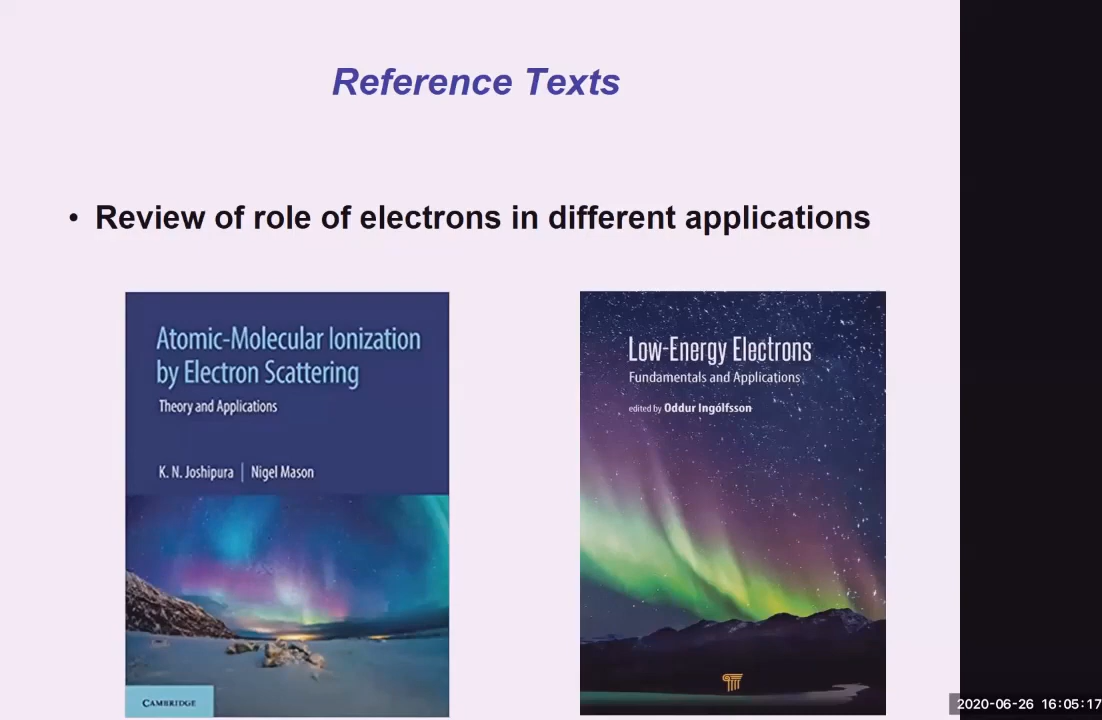 Reference Texts
• Review of role of electrons in different applications
Atomic-Molecular Ionization
by Electron Scattering
Theory and Applications
K. N. Joshipura | Nigel Mason
CAMBRIDGE
Low-Energy Electrons
Fundamentals and Applications
edited by Oddur Ingólfsson
2020-06-26 16:05:17